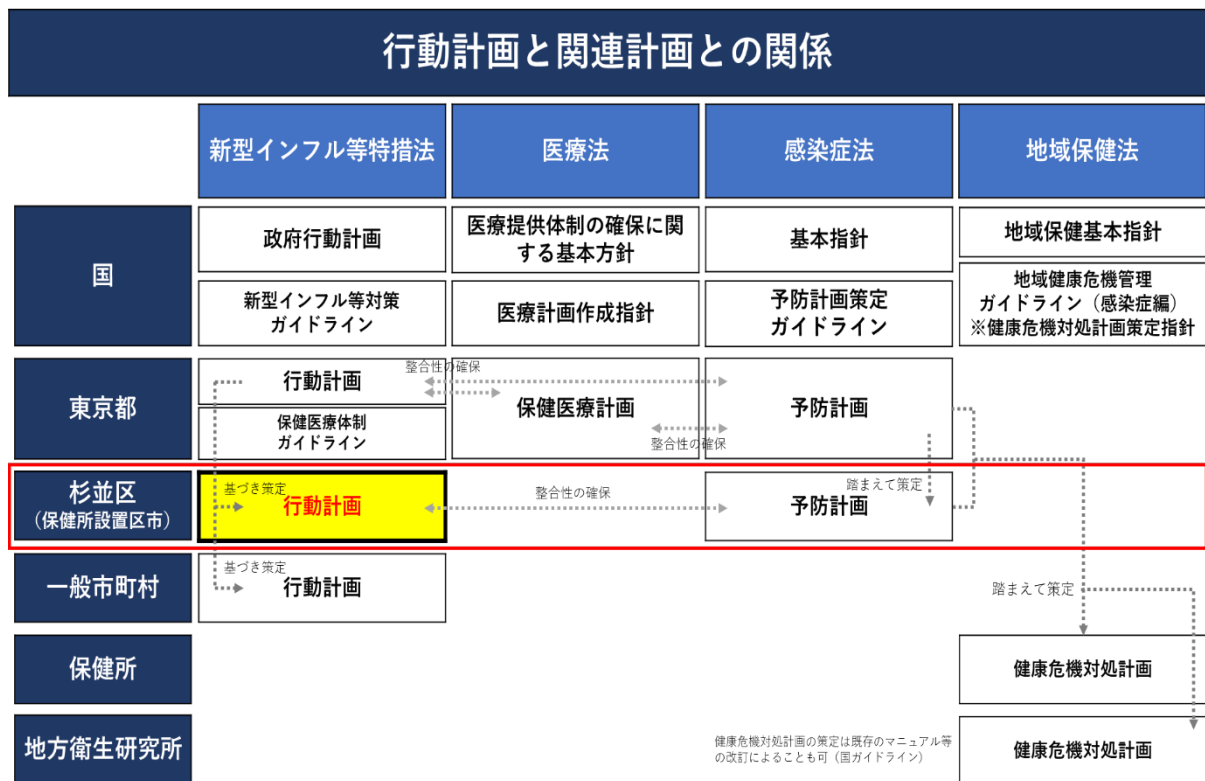 行動計画と関連計画との関係
新型インフル等特措法
医療法
感染症法
地域保健法
国
政府行動計画
医療提供体制の確保に関
する基本方針
基本指針
地域保健基本指針
新型インフル等対策
ガイドライン
医療計画作成指針
予防計画策定
ガイドライン
地域健康危機管理
ガイドライン（感染症編）
※健康危機対処計画策定指針
東京都
行動計画
整合性の確保
保健医療体制
ガイドライン
保健医療計画
整合性の確保
予防計画
杉並区
（保健所設置区市）
基づき策定
行動計画
整合性の確保
踏まえて策定
予防計画
一般市町村
基づき策定
行動計画
踏まえて策定
保健所
健康危機対処計画
地方衛生研究所
健康危機対処計画の策定は既存のマニュアル等
の改訂によることも可（国ガイドライン）
健康危機対処計画